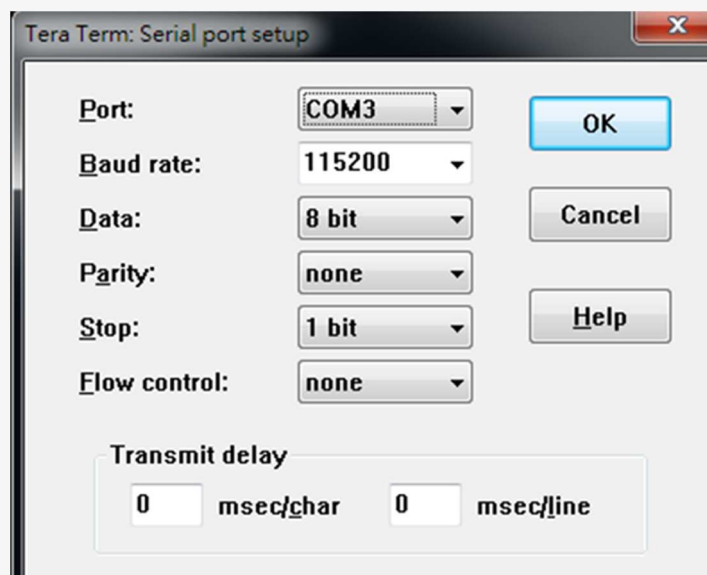 Tera Term: Serial port setup
Port: COM3
OK
Baud rate: 115200
Data: 8 bit
Cancel
Parity: none
Stop: 1 bit
Help
Flow control: none
Transmit delay
0 msec/char 0 msec/line